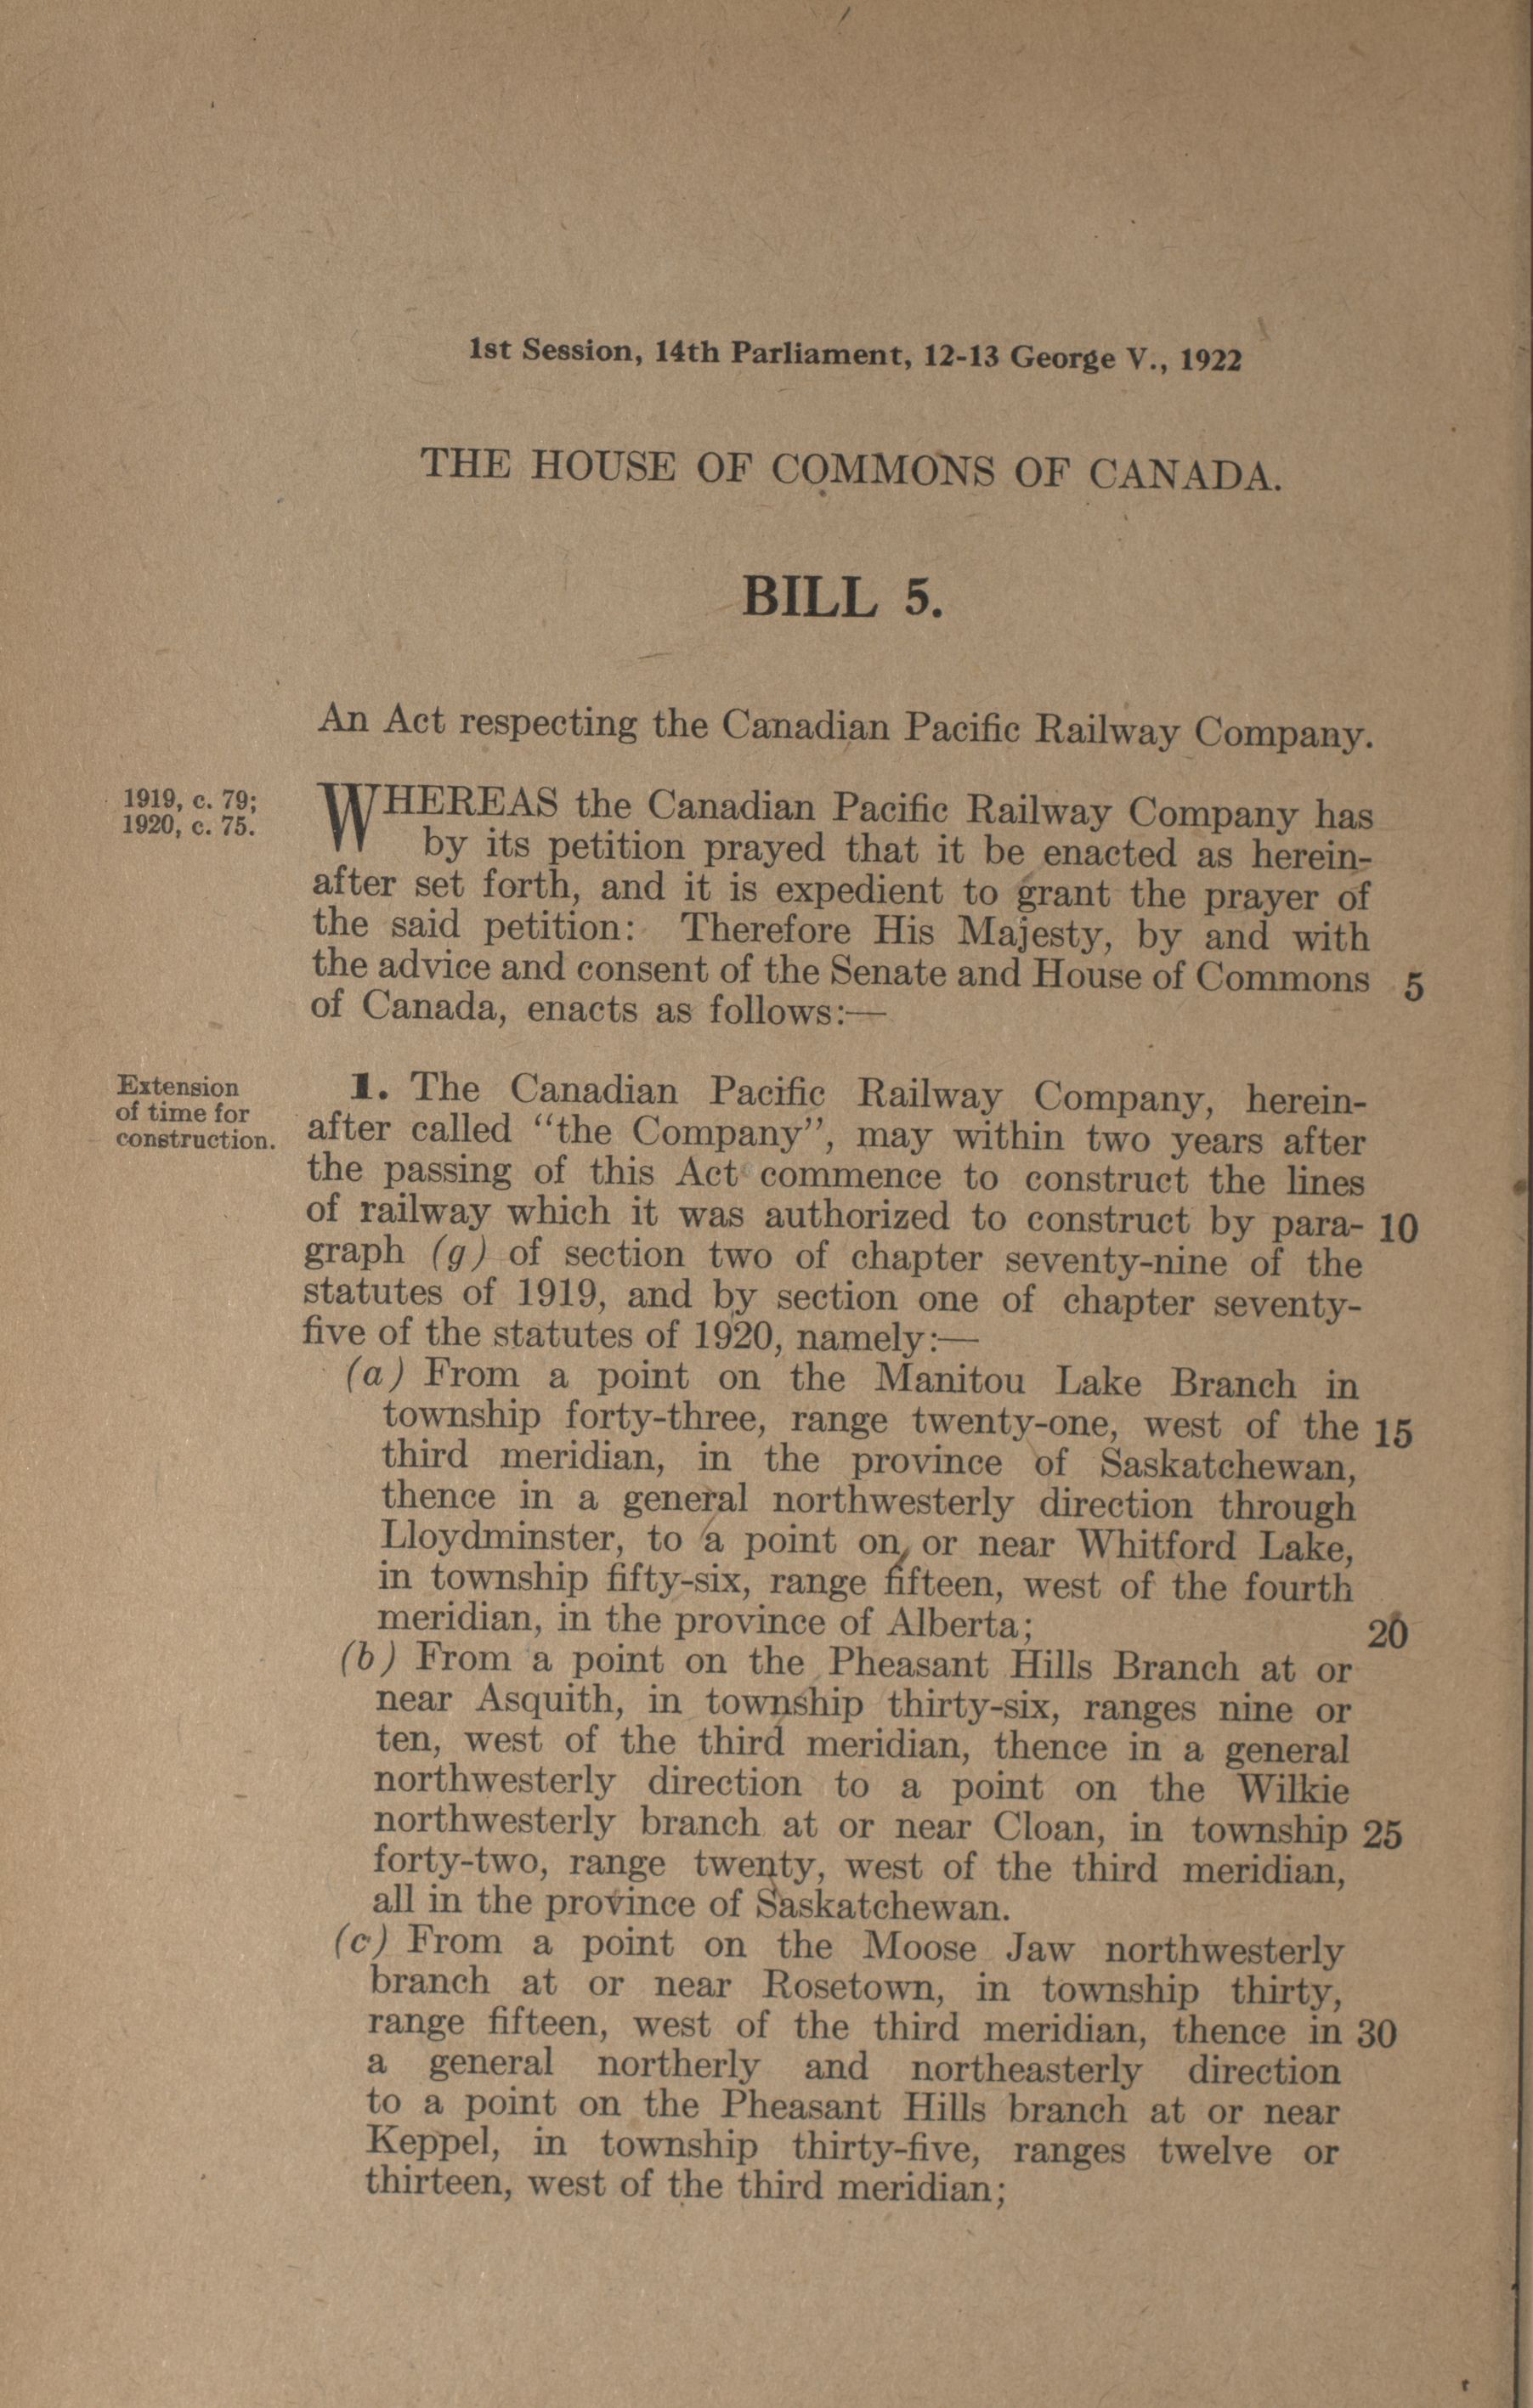 1st Session, 14th Parliament, 12-13 George V., 1922
THE HOUSE OF COMMONS OF CANADA.
BILL 5.
An Act respecting the Canadian Pacific Railway Company.
1919, c. 79;
1920, c. 75.
WHEREAS the Canadian Pacific Railway Company has
by its petition prayed that it be enacted as herein-
after set forth, and it is expedient to grant the prayer of
the said petition: Therefore His Majesty, by and with
the advice and consent of the Senate and House of Commons 5
of Canada, enacts as follows:—
Extension
of time for
construction.
1. The Canadian Pacific Railway Company, herein-
after called “the Company”, may within two years after
the passing of this Act commence to construct the lines
of railway which it was authorized to construct by para- 10
graph (g) of section two of chapter seventy-nine of the
statutes of 1919, and by section one of chapter seventy-
five of the statutes of 1920, namely:—
(a) From a point on the Manitou Lake Branch in
township forty-three, range twenty-one, west of the 15
third meridian, in the province of Saskatchewan,
thence in a general northwesterly direction through
Lloydminster, to a point on, or near Whitford Lake,
in township fifty-six, range fifteen, west of the fourth
meridian, in the province of Alberta; 20
(b) From a point on the Pheasant Hills Branch at or
near Asquith, in township thirty-six, ranges nine or
ten, west of the third meridian, thence in a general
northwesterly direction to a point on the Wilkie
northwesterly branch at or near Cloan, in township 25
forty-two, range twenty, west of the third meridian,
all in the province of Saskatchewan.
(c) From a point on the Moose Jaw northwesterly
branch at or near Rosetown, in township thirty,
range fifteen, west of the third meridian, thence in 30
a general northerly and northeasterly direction
to a point on the Pheasant Hills branch at or near
Keppel, in township thirty-five, ranges twelve or
thirteen, west of the third meridian;